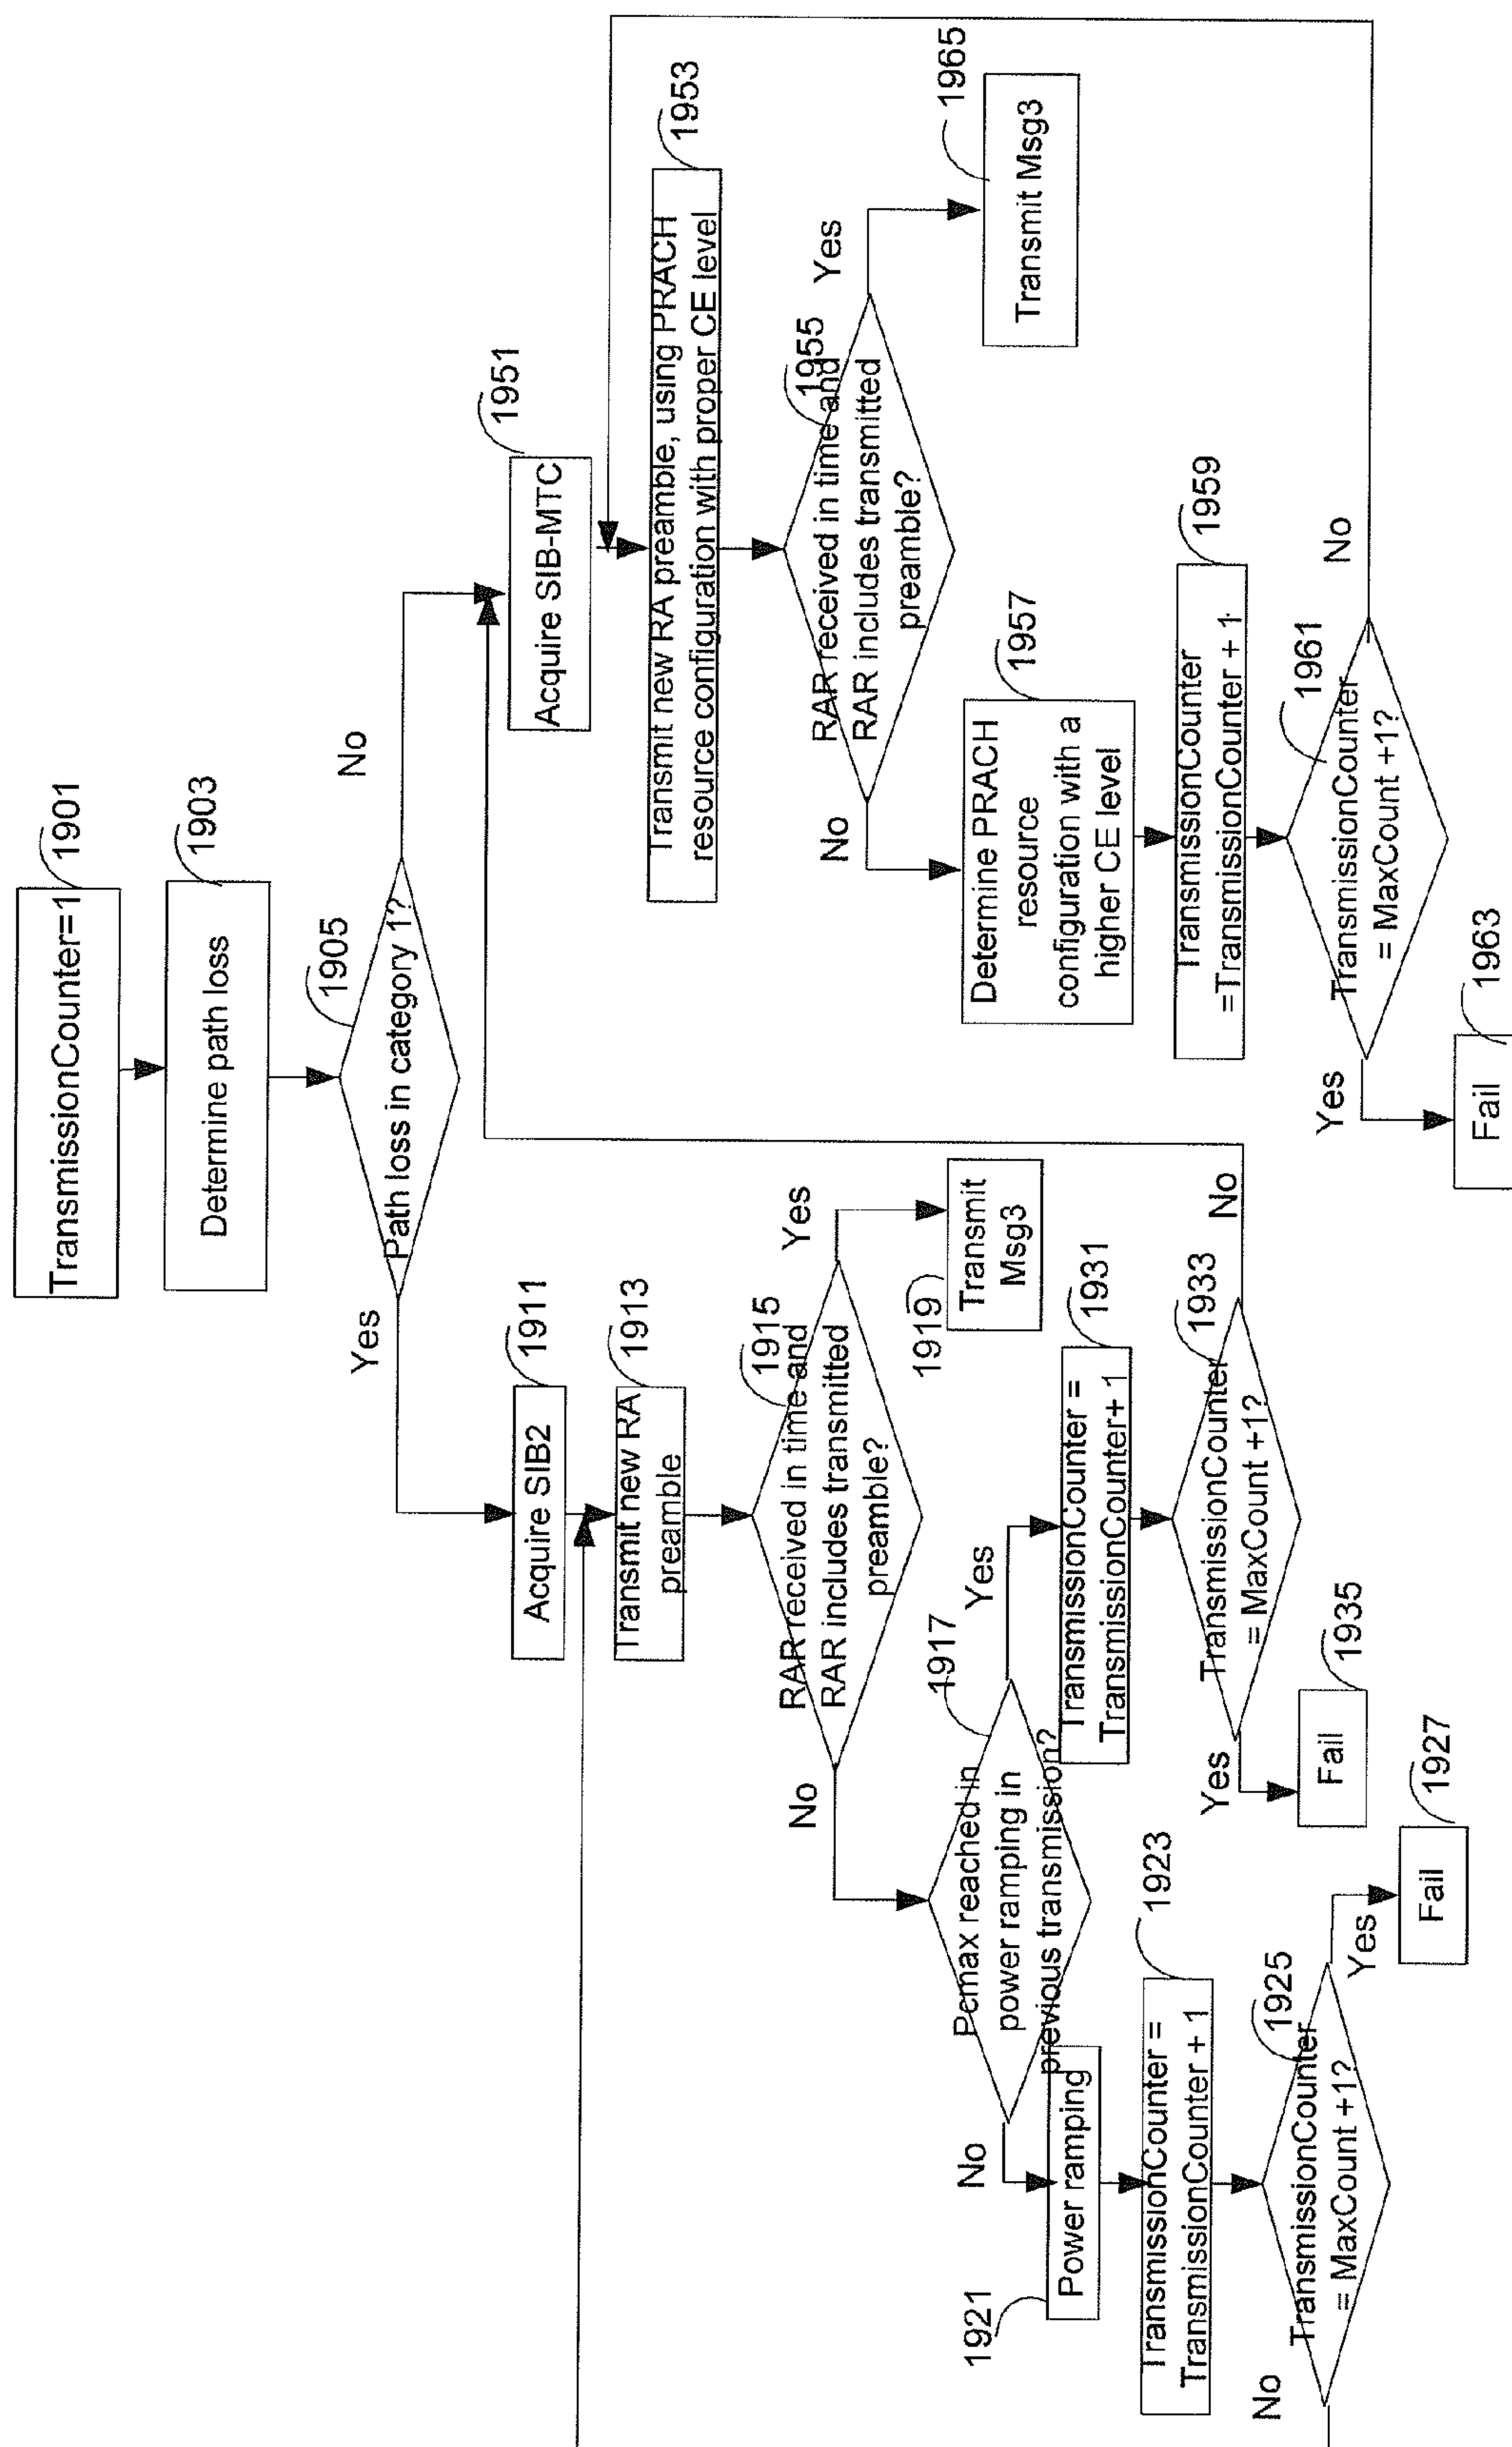 TransmissionCounter=1
1901
Determine path loss
1903
Path loss in category 1?
1905
Yes
No
Acquire SIB2
1911
Transmit new RA
preamble
1913
RAR received in time and
RAR includes transmitted
preamble?
1915
Yes
No
Transmit
Msg3
1919
Pcmax reached in
power ramping in
previous transmission?
1917
No
Yes
Power ramping
1921
TransmissionCounter =
TransmissionCounter + 1
1923
TransmissionCounter
= MaxCount +1?
1925
No
Yes
Fail
1927
TransmissionCounter =
TransmissionCounter+ 1
1931
TransmissionCounter
= MaxCount +1?
1933
Yes
No
Fail
1935
Acquire SIB-MTC
1951
Transmit new RA preamble, using PRACH
resource configuration with proper CE level
1953
RAR received in time and
RAR includes transmitted
preamble?
1955
Yes
No
Transmit Msg3
1965
Determine PRACH
resource
configuration with a
higher CE level
1957
TransmissionCounter
=TransmissionCounter + 1
1959
TransmissionCounter
= MaxCount +1?
1961
Yes
No
Fail
1963